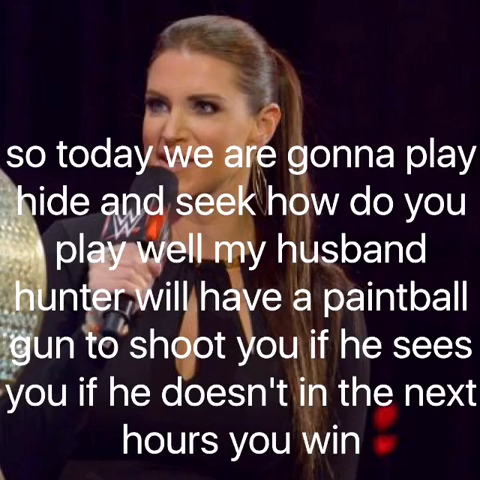 so today we are gonna play
hide and seek how do you
play well my husband
hunter will have a paintball
gun to shoot you if he sees
you if he doesn't in the next
hours you win
W